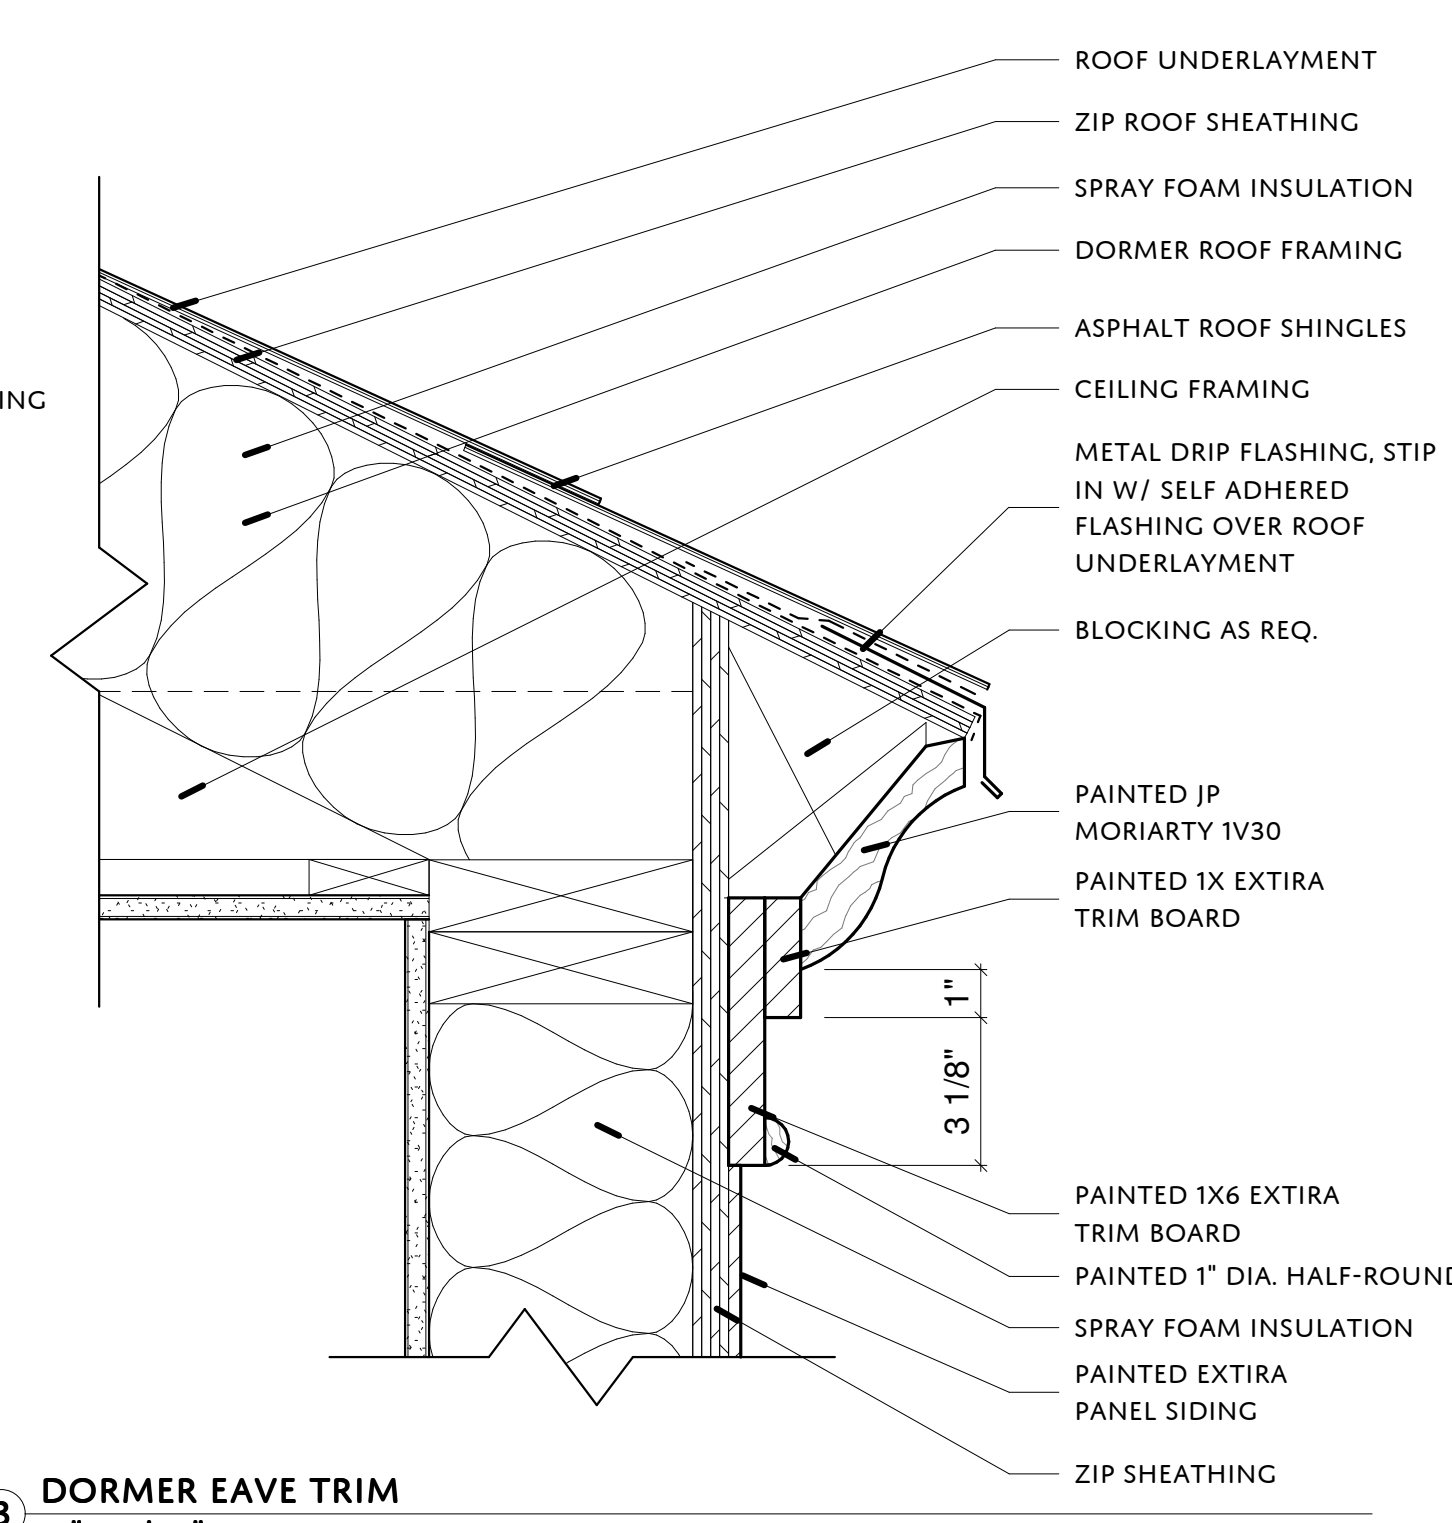 ROOF UNDERLAYMENT
ZIP ROOF SHEATHING
SPRAY FOAM INSULATION
DORMER ROOF FRAMING
ASPHALT ROOF SHINGLES
CEILING FRAMING
ING
METAL DRIP FLASHING, STIP
IN W/ SELF ADHERED
FLASHING OVER ROOF
UNDERLAYMENT
BLOCKING AS REQ.
PAINTED JP
MORIARTY 1V30
PAINTED 1X EXTIRA
TRIM BOARD
1"
3 1/8"
PAINTED 1X6 EXTIRA
TRIM BOARD
PAINTED 1" DIA. HALF-ROUND
SPRAY FOAM INSULATION
PAINTED EXTIRA
PANEL SIDING
ZIP SHEATHING
DORMER EAVE TRIM